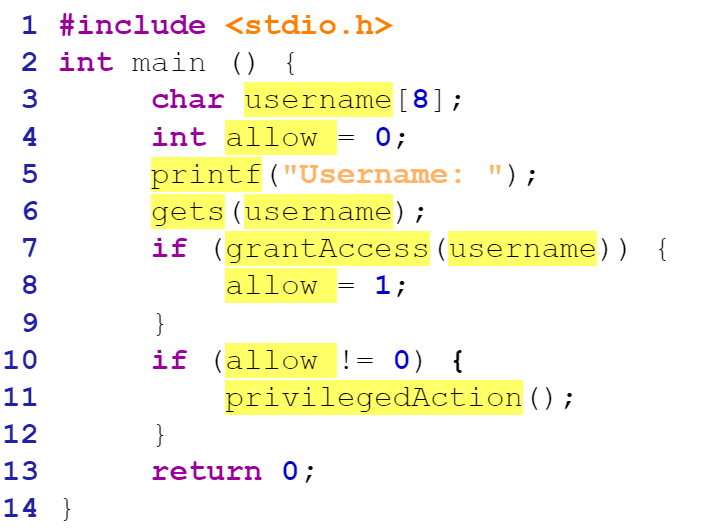 1 #include <stdio.h>
2 int main () {
3 char username[8];
4 int allow = 0;
5 printf("Username: ");
6 gets(username);
7 if (grantAccess(username)) {
8 allow = 1;
9 }
10 if (allow != 0) {
11 privilegedAction();
12 }
13 return 0;
14 }